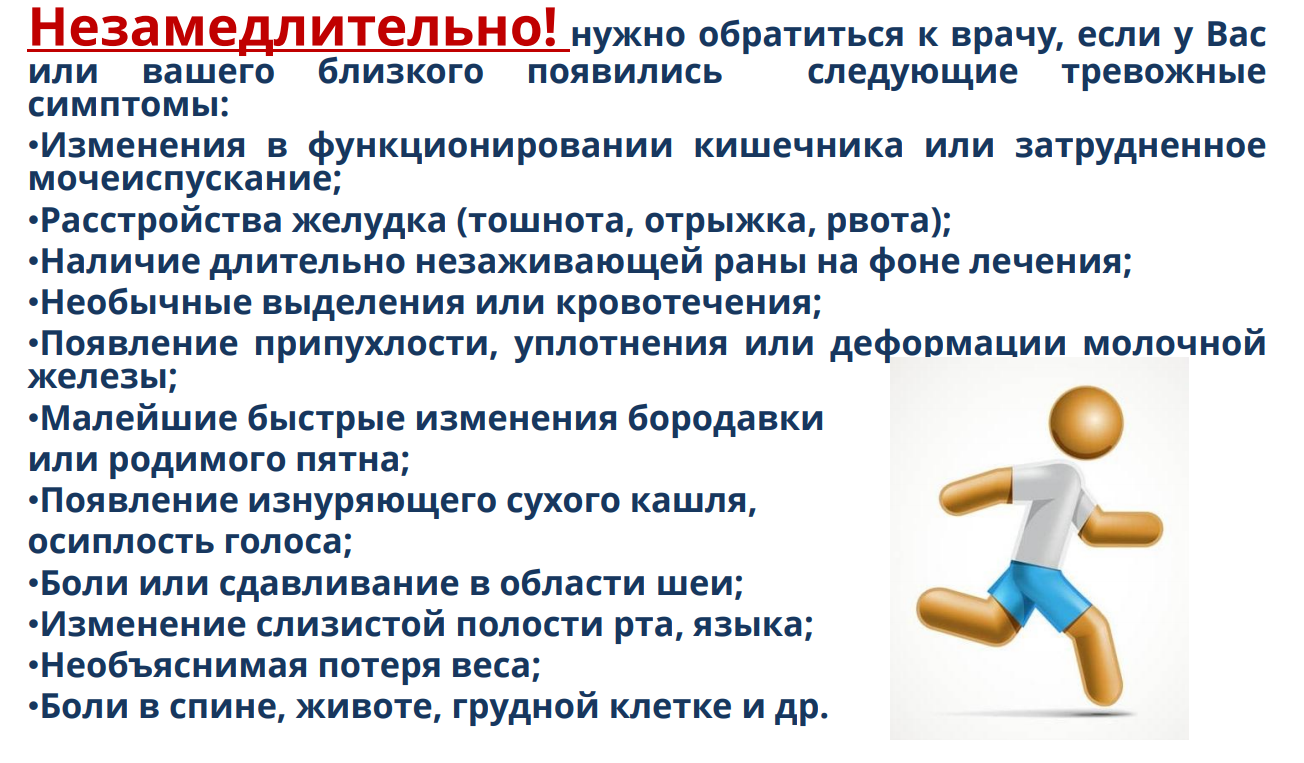 Незамедлительно! нужно обратиться к врачу, если у Вас
или вашего близкого появились следующие тревожные
симптомы:
•Изменения в функционировании кишечника или затрудненное
мочеиспускание;
•Расстройства желудка (тошнота, отрыжка, рвота);
•Наличие длительно незаживающей раны на фоне лечения;
•Необычные выделения или кровотечения;
•Появление припухлости, уплотнения или деформации молочной
железы;
•Малейшие быстрые изменения бородавки
или родимого пятна;
•Появление изнуряющего сухого кашля,
осиплость голоса;
•Боли или сдавливание в области шеи;
•Изменение слизистой полости рта, языка;
•Необъяснимая потеря веса;
•Боли в спине, животе, грудной клетке и др.